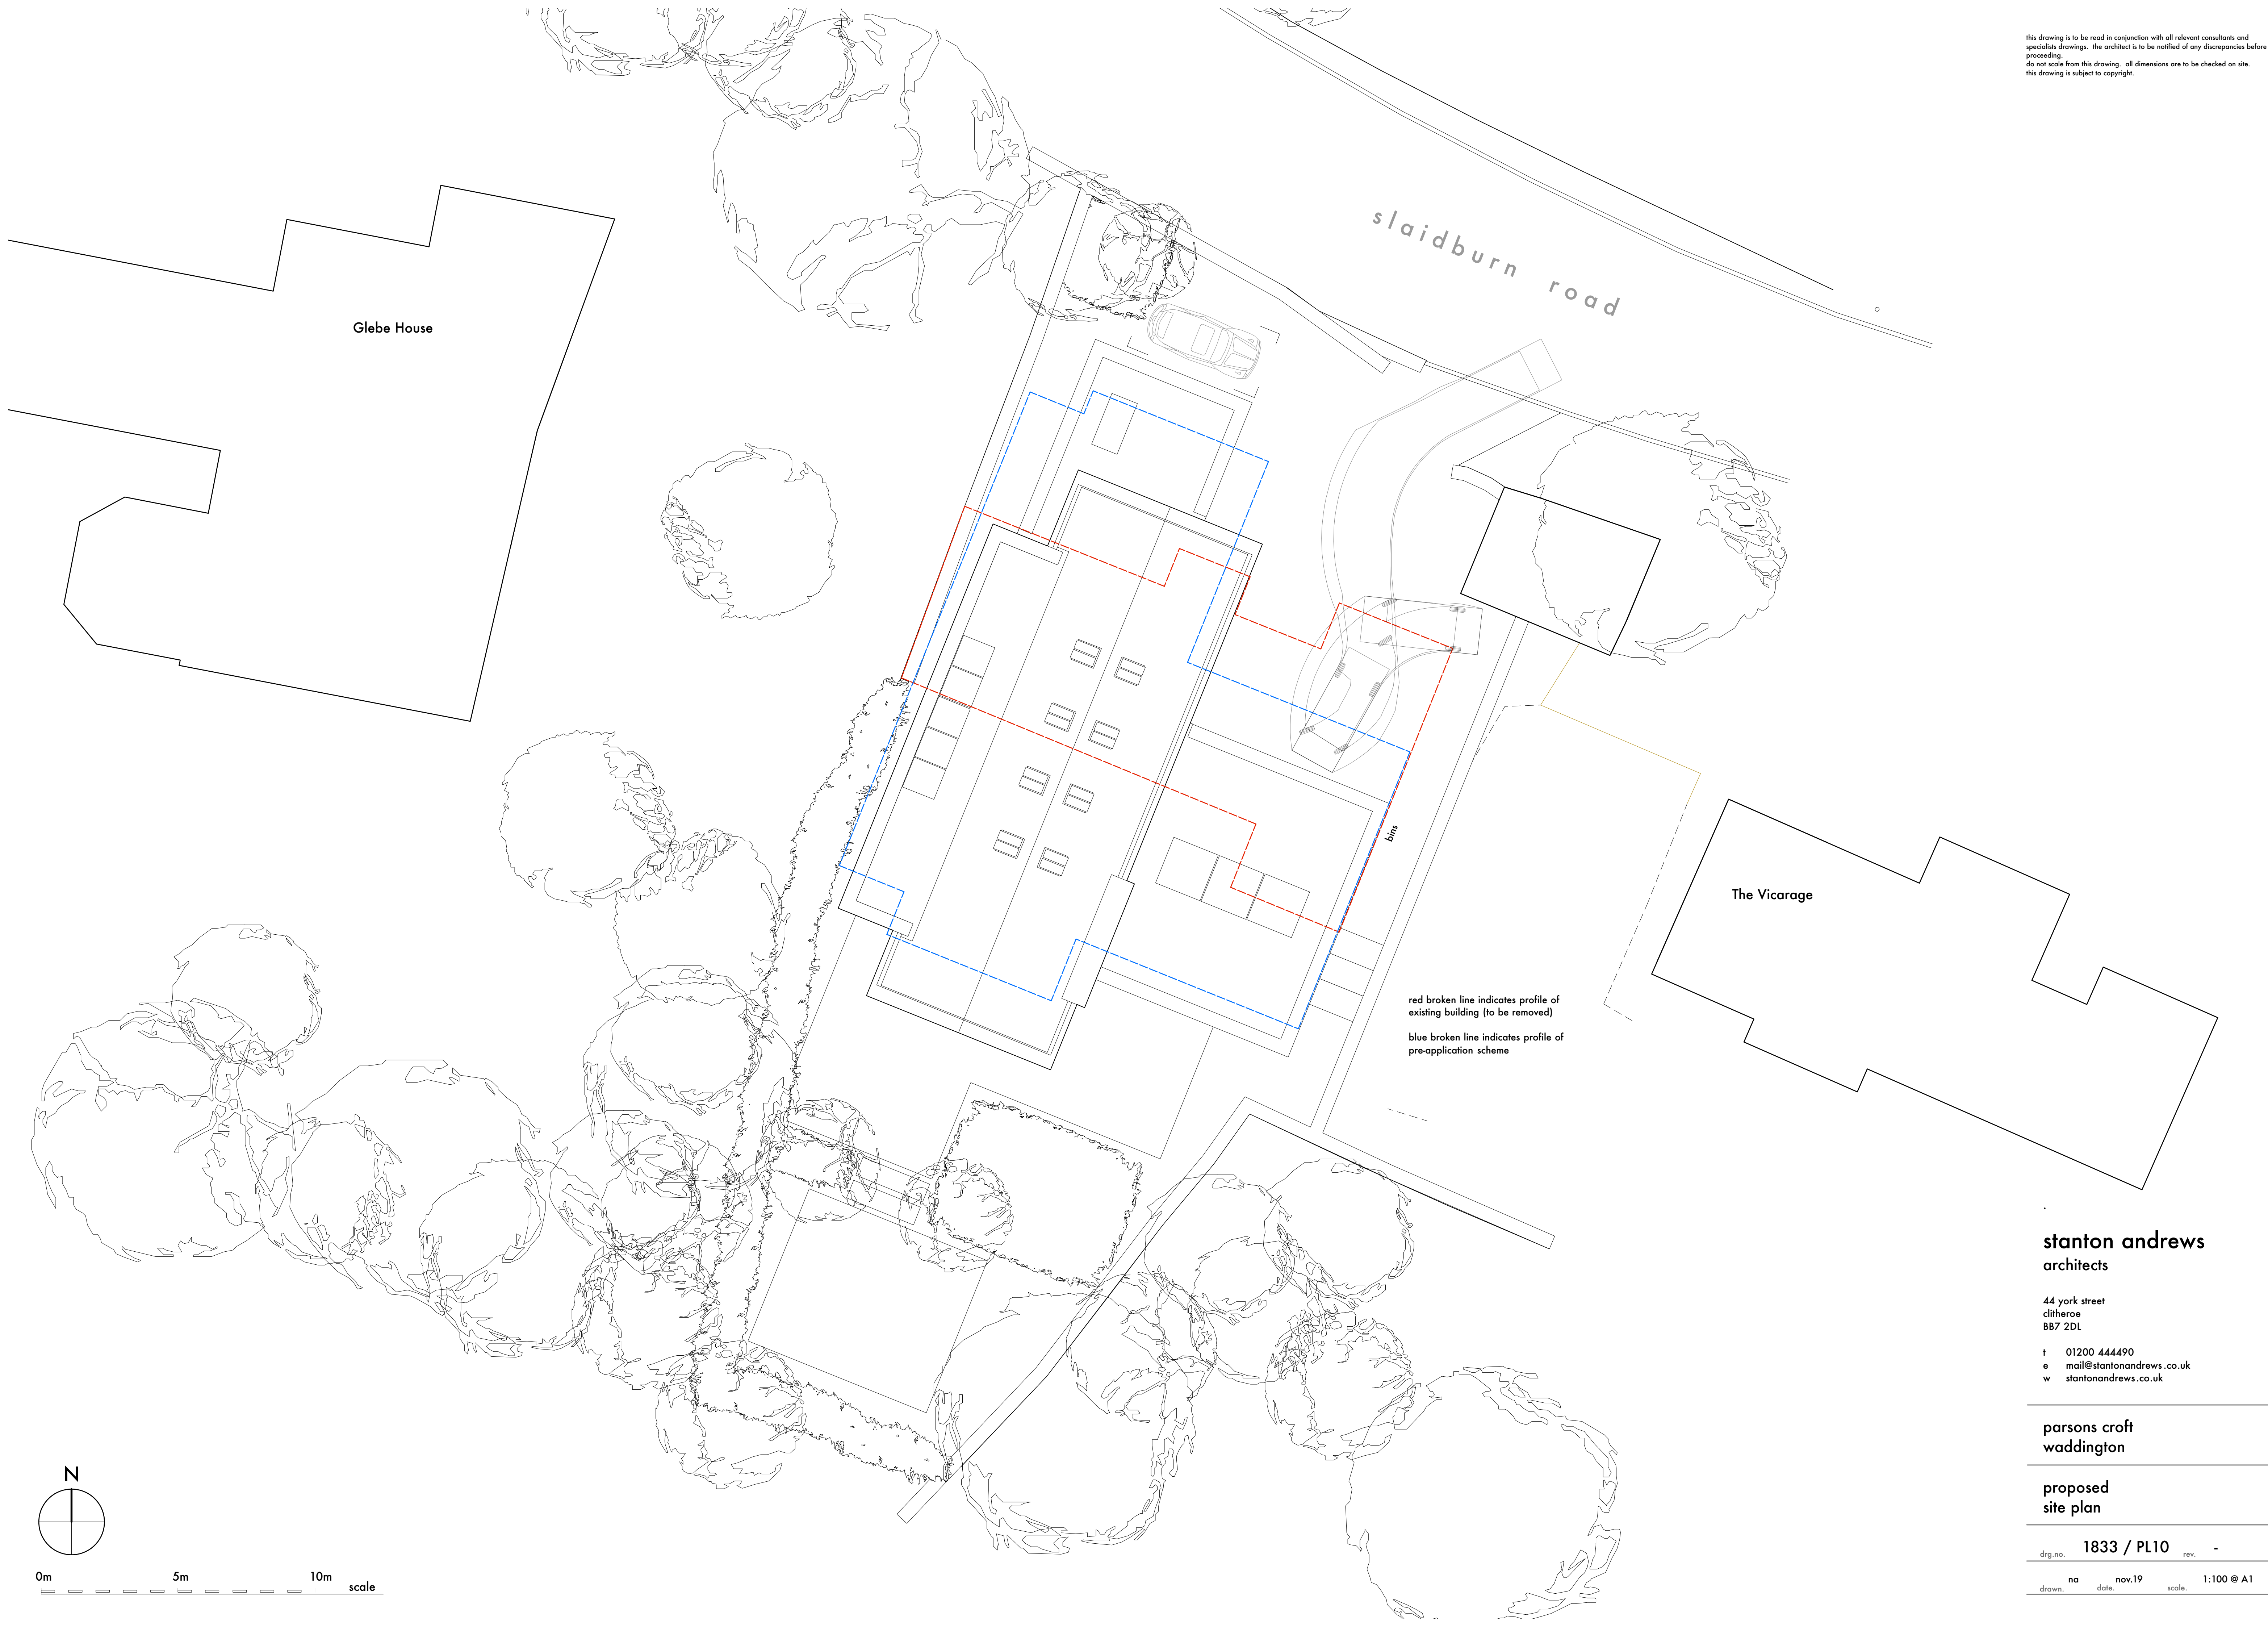 this drawing is to be read in conjunction with all relevant consultants and
specialists drawings. the architect is to be notified of any discrepancies before
proceeding.
do not scale from this drawing. all dimensions are to be checked on site.
this drawing is subject to copyright.
slaidburn road
Glebe House
bins
The Vicarage
red broken line indicates profile of
existing building (to be removed)
blue broken line indicates profile of
pre-application scheme
stanton andrews
architects
44 york street
clitheroe
BB7 2DL
t 01200 444490
e mail@stantonandrews.co.uk
w stantonandrews.co.uk
parsons croft
waddington
proposed
site plan
drg.no. 1833 / PL10 rev. -
drawn. na date. nov.19 scale. 1:100 @ A1
N
0m 5m 10m scale